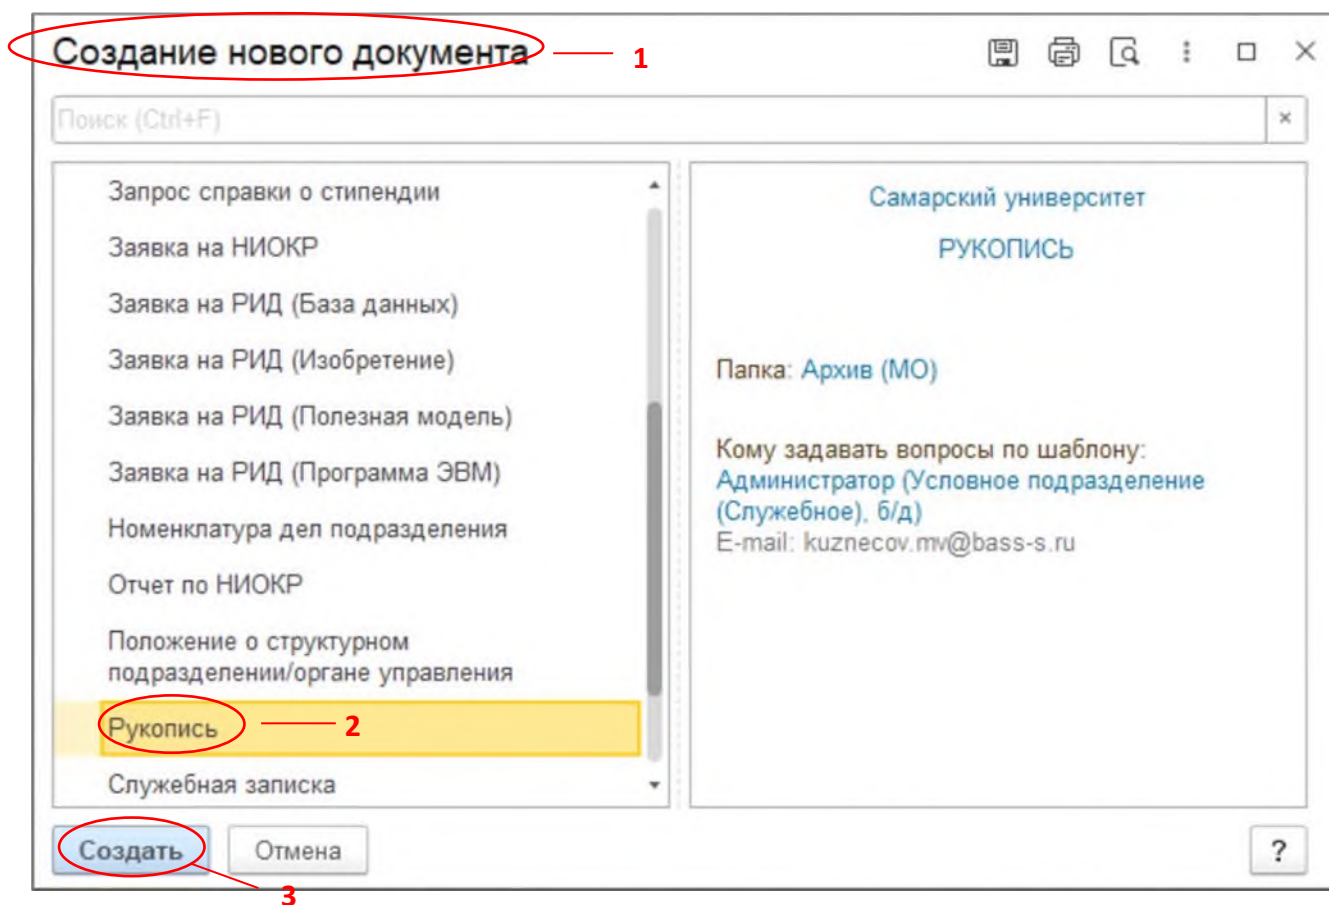 Создание нового документа
1
Поиск (Ctrl+F)
Запрос справки о стипендии
Заявка на НИОКР
Заявка на РИД (База данных)
Заявка на РИД (Изобретение)
Заявка на РИД (Полезная модель)
Заявка на РИД (Программа ЭВМ)
Номенклатура дел подразделения
Отчет по НИОКР
Положение о структурном
подразделении/органе управления
Рукопись
2
Служебная записка
Самарский университет
РУКОПИСЬ
Папка: Архив (МО)
Кому задавать вопросы по шаблону:
Администратор (Условное подразделение
(Служебное), б/д)
E-mail: kuznecov.mv@bass-s.ru
Создать
Отмена
?
3